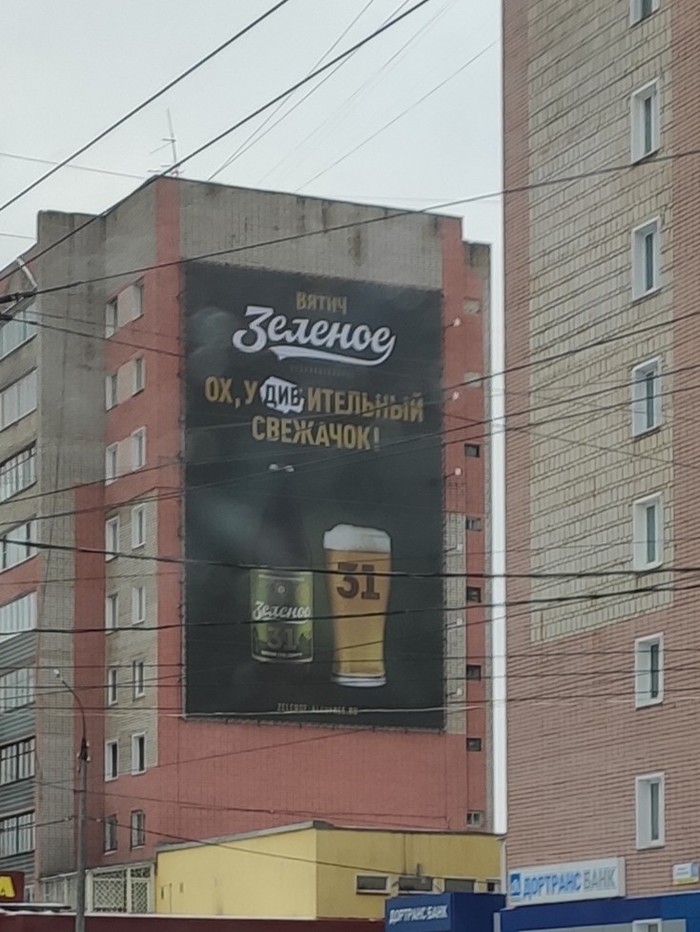 ВЯТИЧ
Зеленое
ОХ, У ДИВ ИТЕЛЬНЫЙ
СВЕЖАЧОК!
31
Зеленое
31
ДОРТРАНС БАНК
ДОРТРАНС БАНК